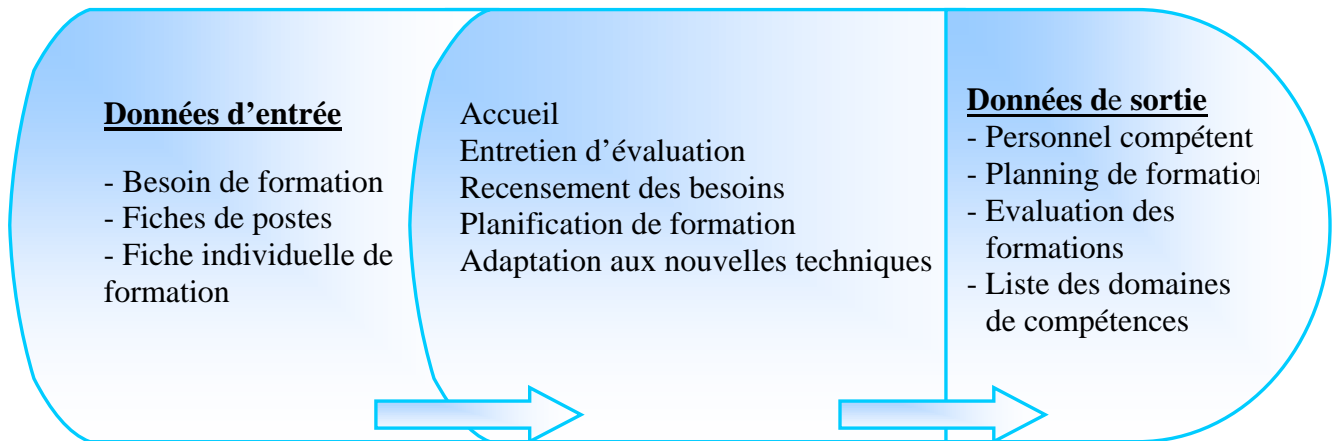 Données d’entrée
- Besoin de formation
- Fiches de postes
- Fiche individuelle de
formation
Accueil
Entretien d’évaluation
Recensement des besoins
Planification de formation
Adaptation aux nouvelles techniques
Données de sortie
- Personnel compétent
- Planning de formation
- Evaluation des
formations
- Liste des domaines
de compétences